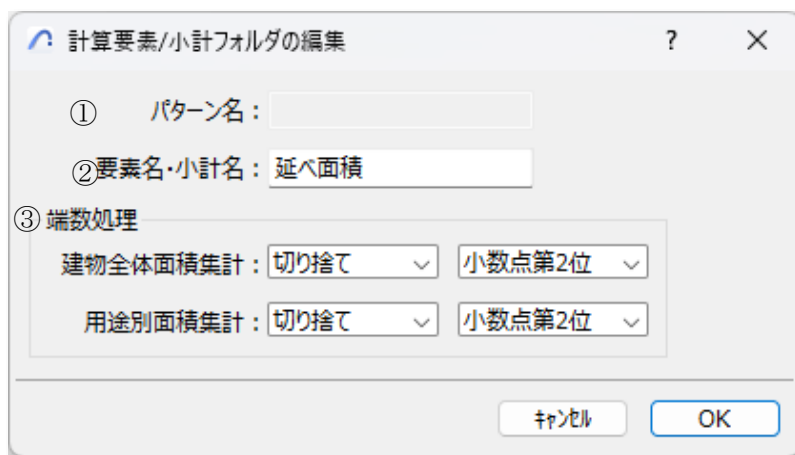 計算要素/小計フォルダの編集 ? ×
① パターン名：
②要素名・小計名： 延べ面積
③ 端数処理
建物全体面積集計： 切り捨て 小数点第2位
用途別面積集計： 切り捨て 小数点第2位
ｷｬﾝｾﾙ OK